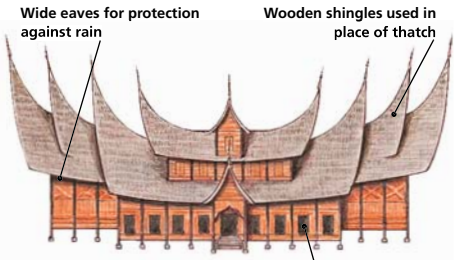 Wide eaves for protection
against rain
Wooden shingles used in
place of thatch